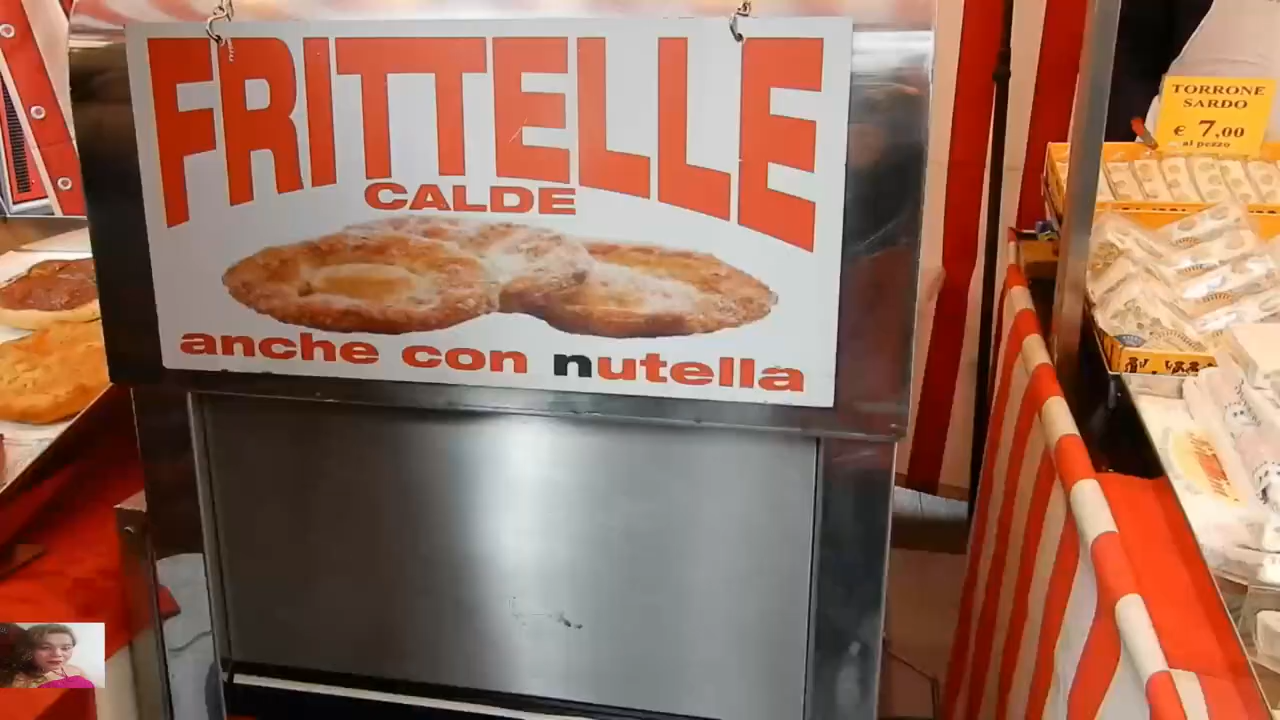 FRITTELLE
CALDE
anche con nutella
TORRONE
SARDO
€ 7,00
al pezzo